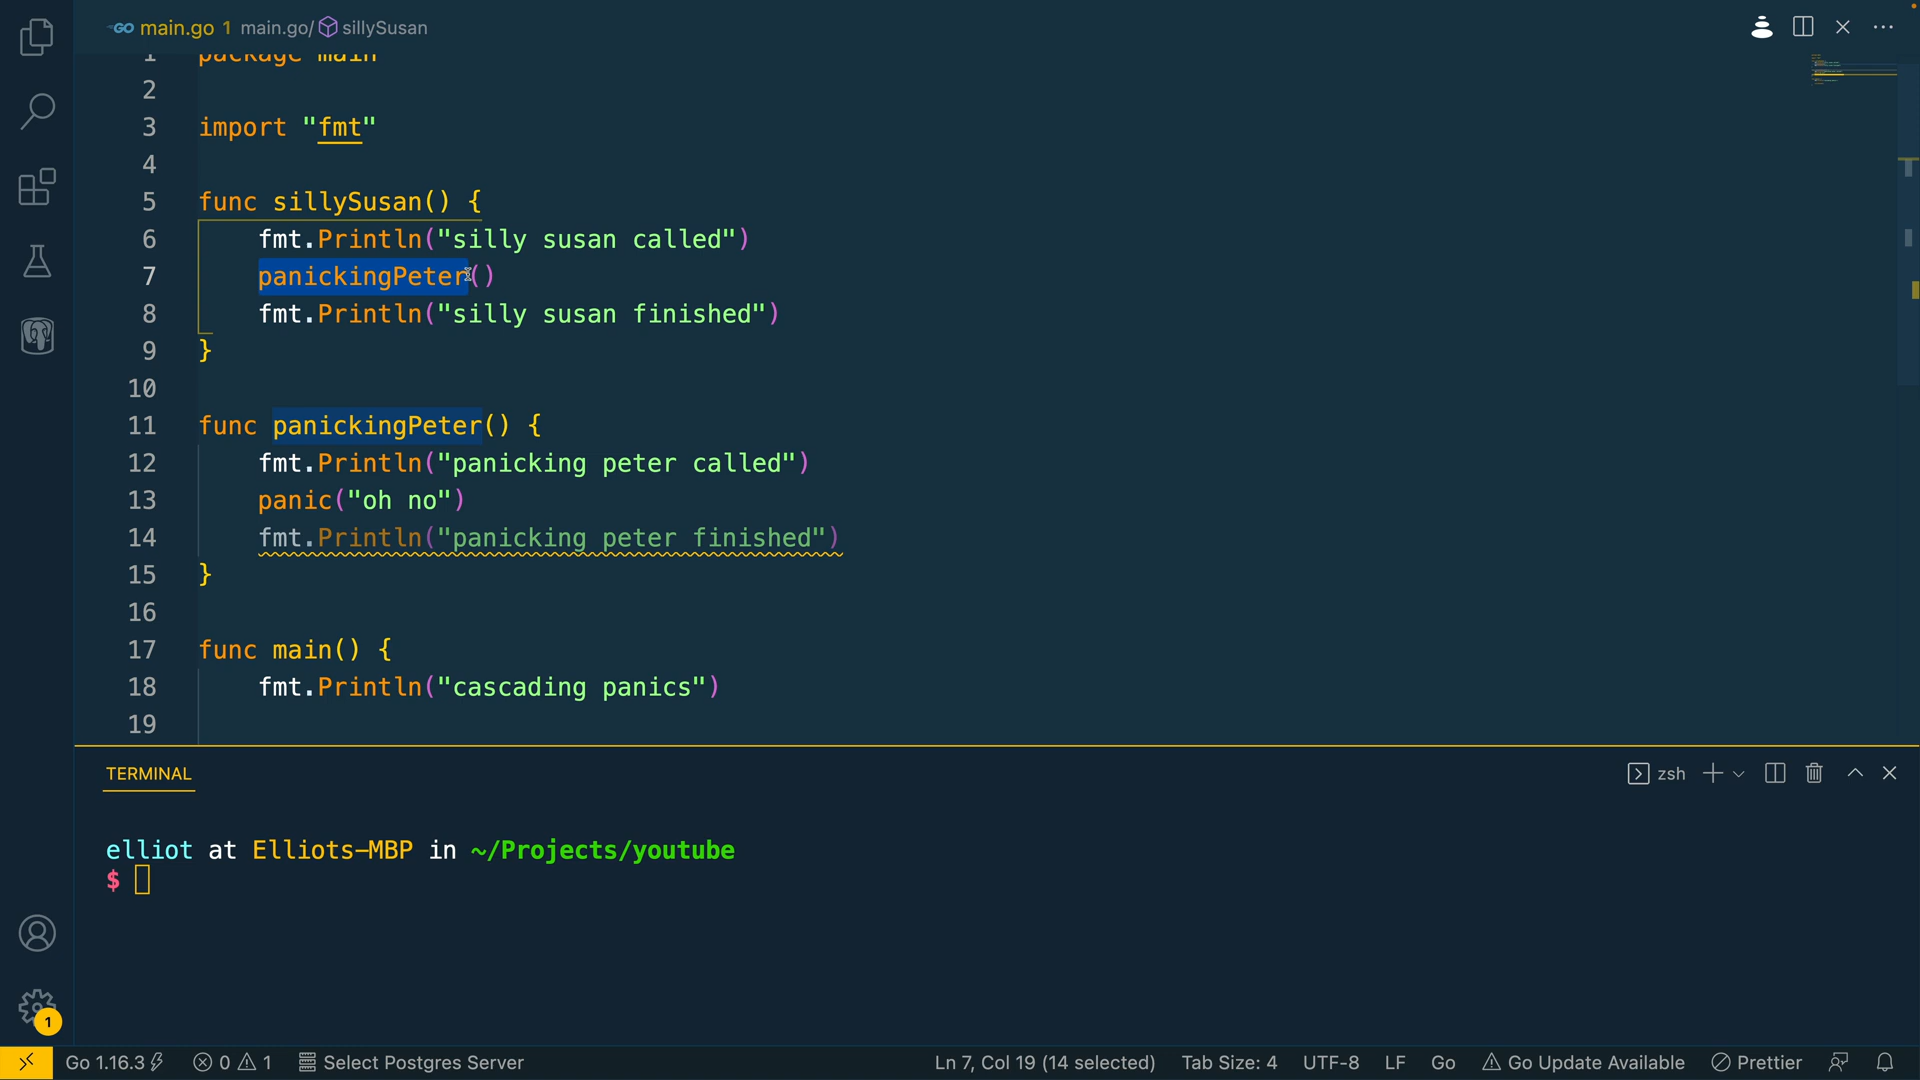 GO main.go 1 main.go/ sillySusan
1 package main
2
3 import "fmt"
4
5 func sillySusan() {
6 fmt.Println("silly susan called")
7 panickingPeter()
8 fmt.Println("silly susan finished")
9 }
10
11 func panickingPeter() {
12 fmt.Println("panicking peter called")
13 panic("oh no")
14 fmt.Println("panicking peter finished")
15 }
16
17 func main() {
18 fmt.Println("cascading panics")
19
TERMINAL zsh
elliot at Elliots-MBP in ~/Projects/youtube
$
1
Go 1.16.3 0 1 Select Postgres Server Ln 7, Col 19 (14 selected) Tab Size: 4 UTF-8 LF Go Go Update Available Prettier